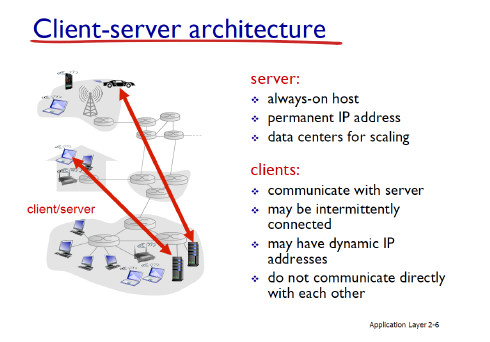 Client-server architecture
server:
❖ always-on host
❖ permanent IP address
❖ data centers for scaling
clients:
❖ communicate with server
❖ may be intermittently
connected
❖ may have dynamic IP
addresses
❖ do not communicate directly
with each other
client/server
Application Layer 2-6